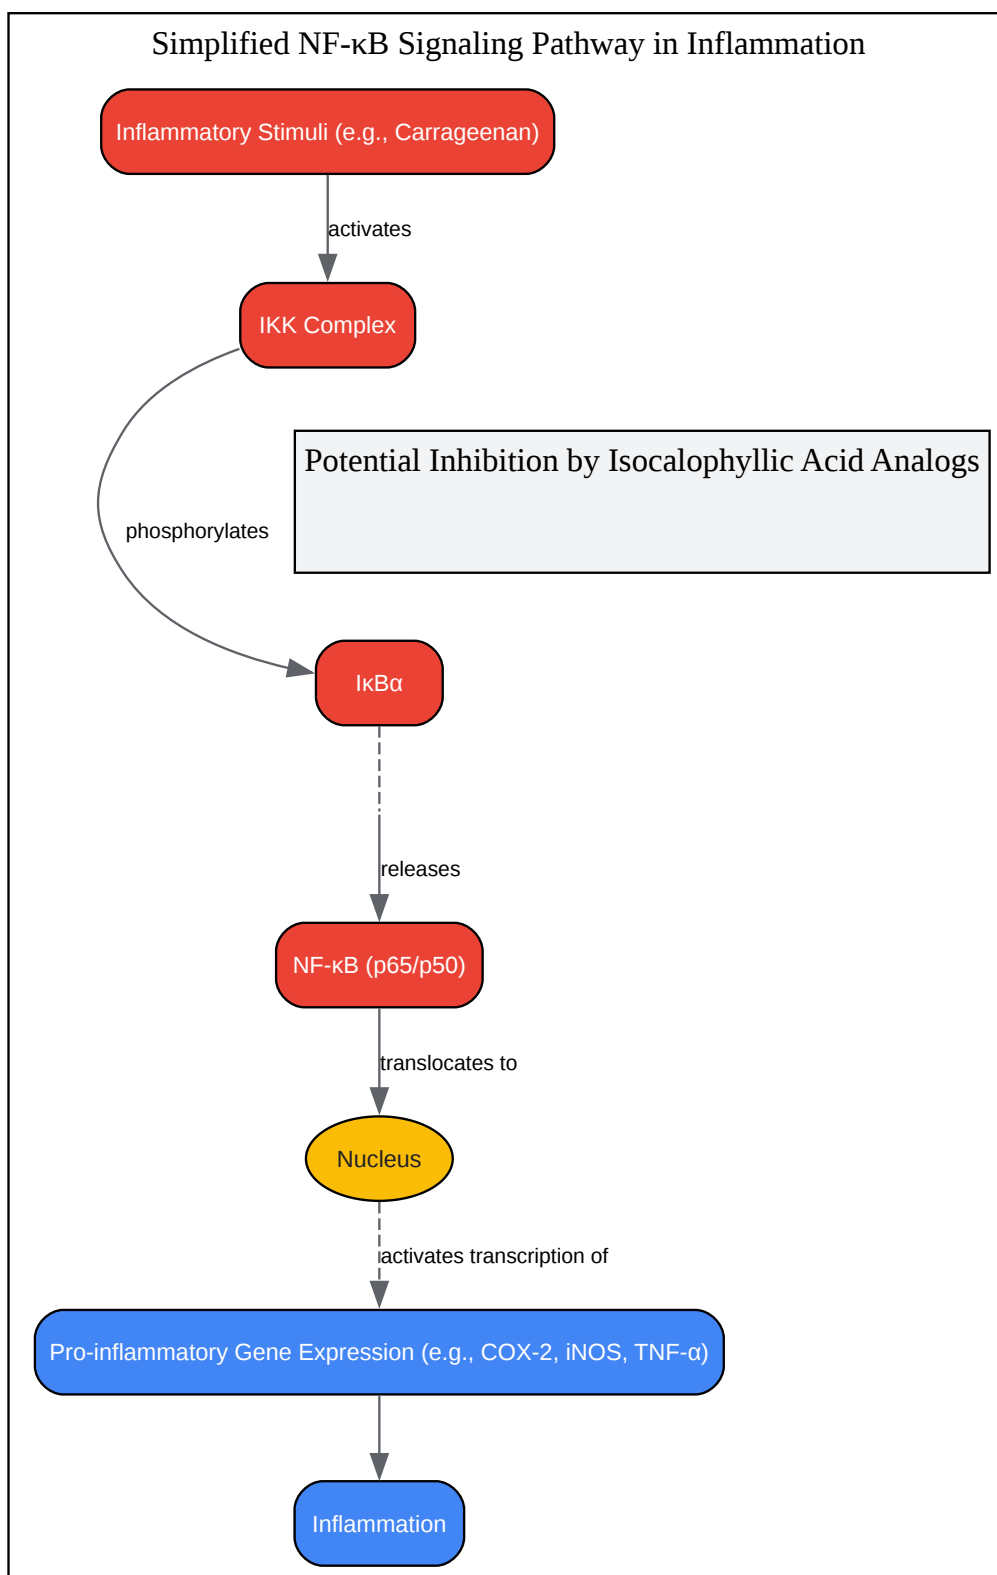 Simplified NF-κB Signaling Pathway in Inflammation
Inflammatory Stimuli (e.g., Carrageenan)
activates
IKK Complex
Potential Inhibition by Isocalophyllic Acid Analogs
phosphorylates
IκBα
releases
NF-κB (p65/p50)
translocates to
Nucleus
activates transcription of
Pro-inflammatory Gene Expression (e.g., COX-2, iNOS, TNF-α)
Inflammation